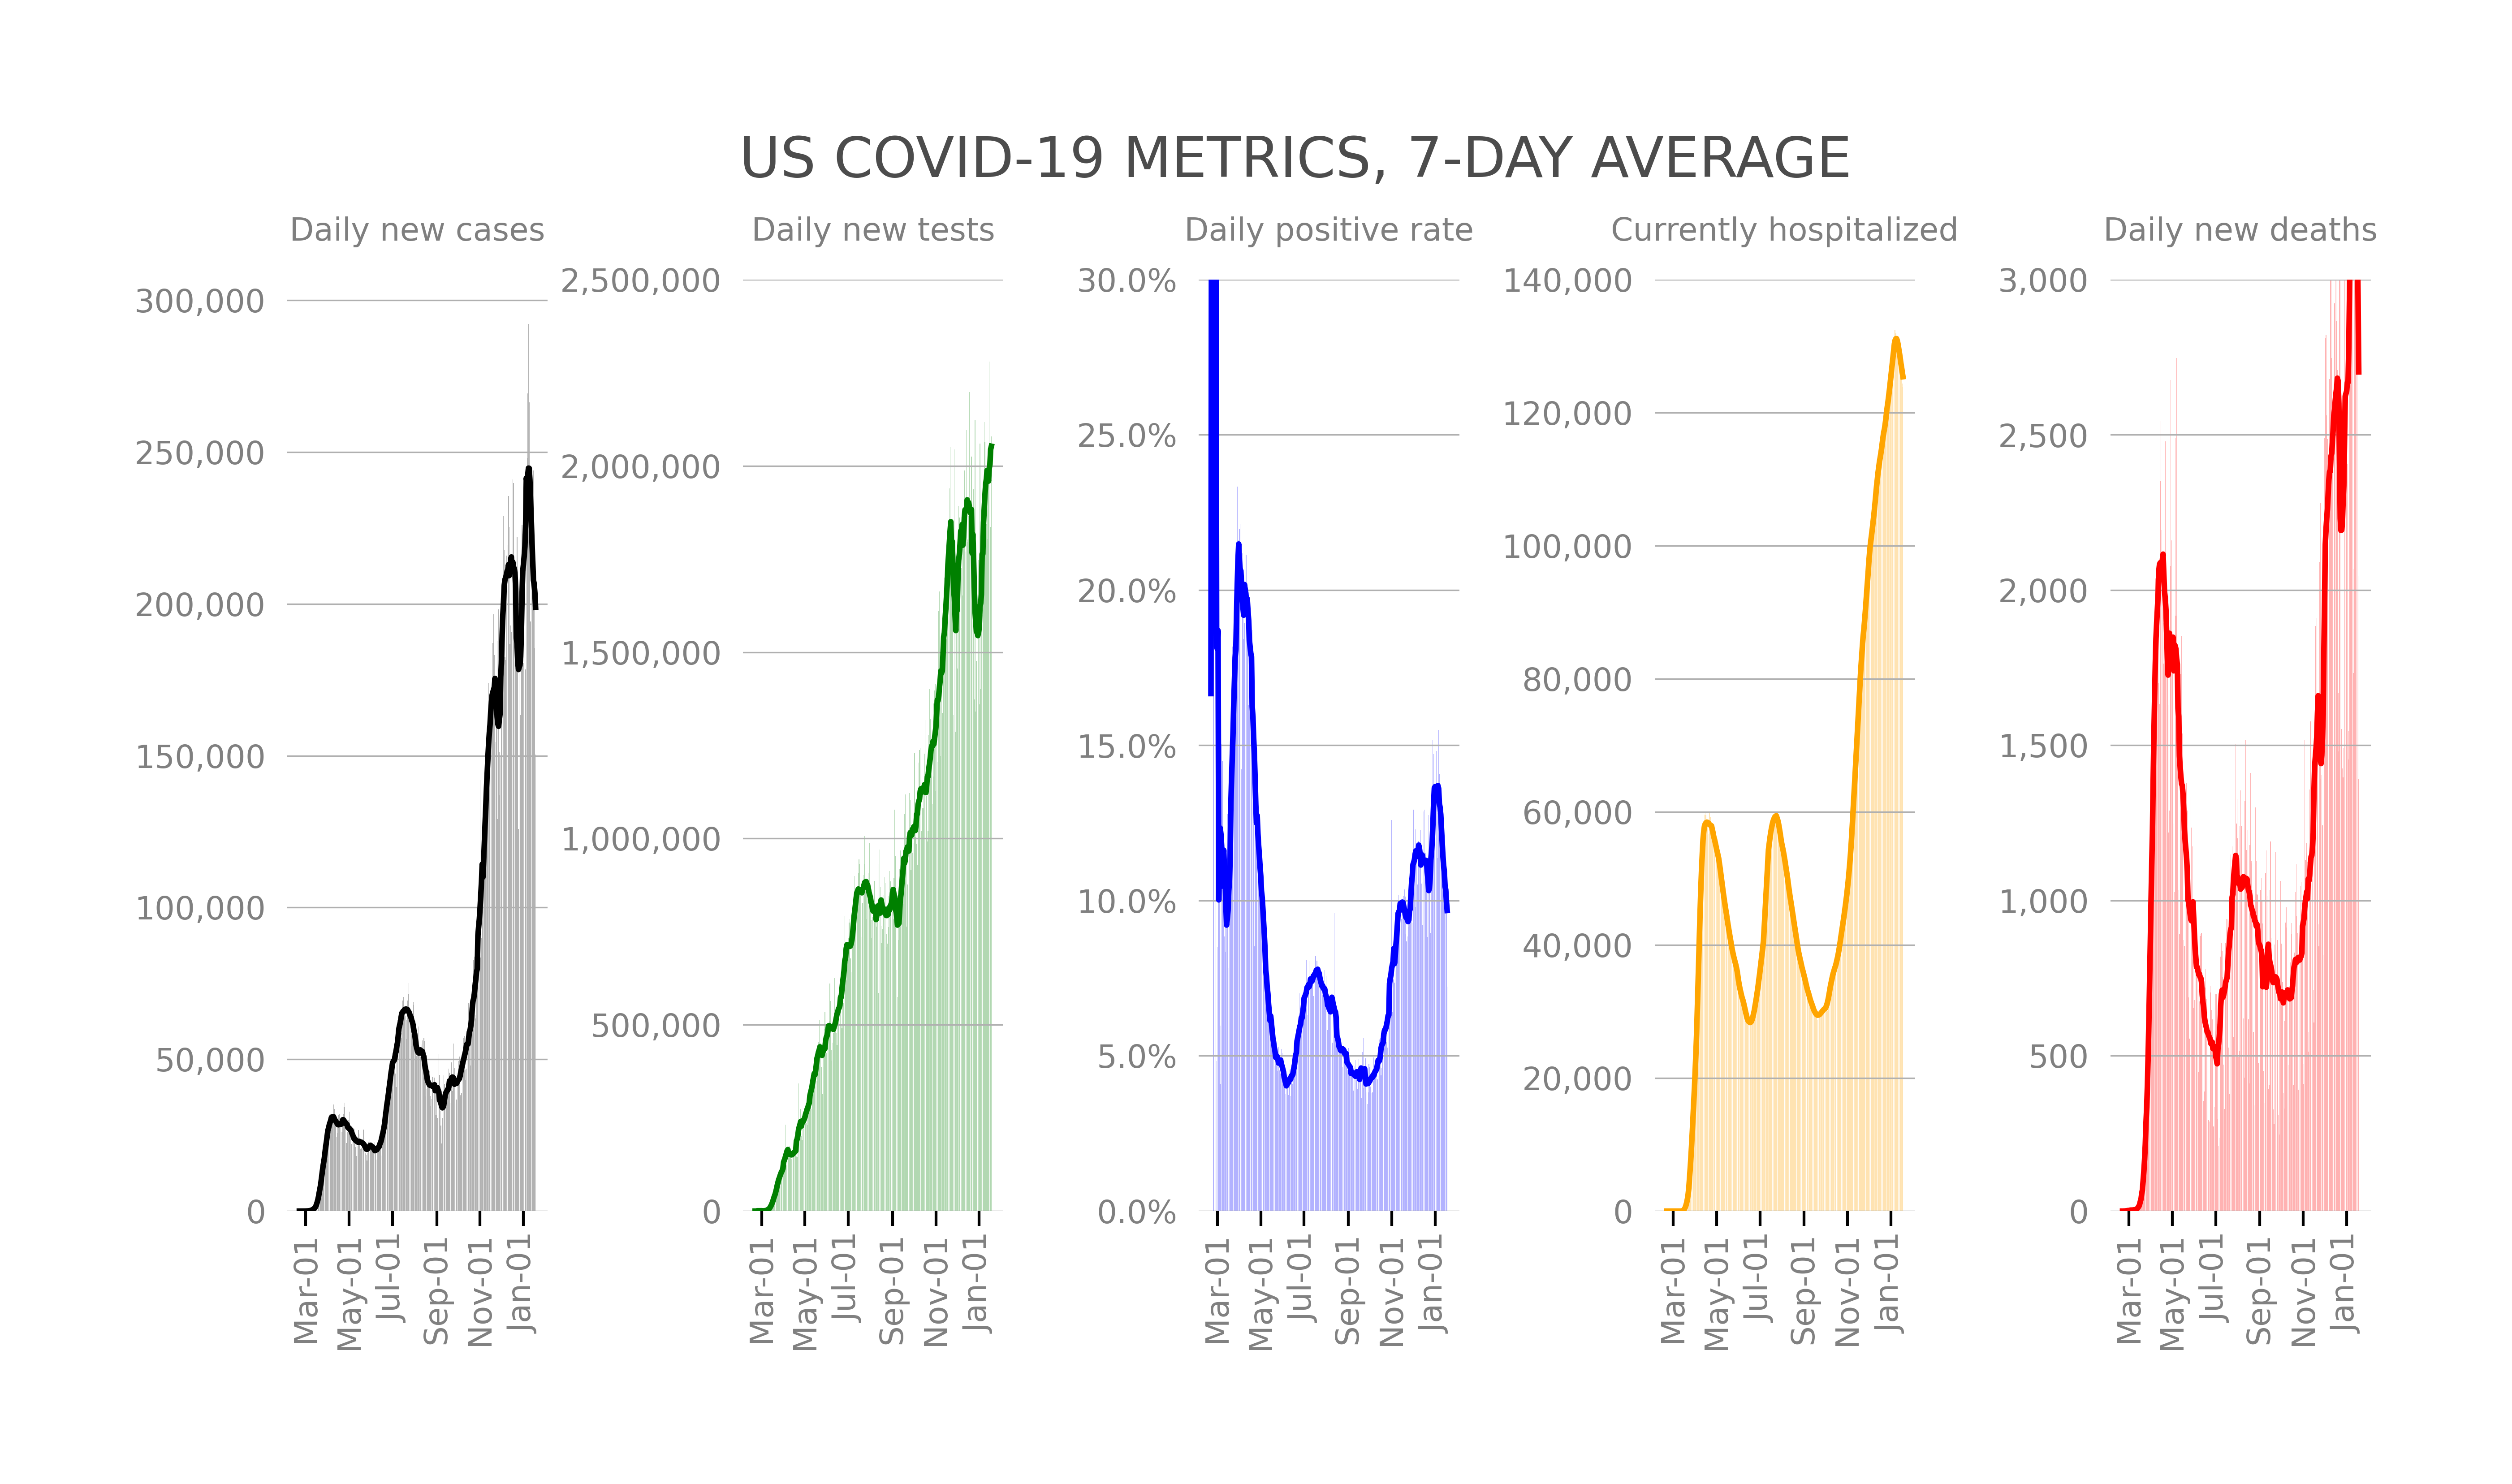 US COVID-19 METRICS, 7-DAY AVERAGE
Daily new cases
300,000
250,000
200,000
150,000
100,000
50,000
0
Mar-01
May-01
Jul-01
Sep-01
Nov-01
Jan-01
Daily new tests
2,500,000
2,000,000
1,500,000
1,000,000
500,000
0
Mar-01
May-01
Jul-01
Sep-01
Nov-01
Jan-01
Daily positive rate
30.0%
25.0%
20.0%
15.0%
10.0%
5.0%
0.0%
Mar-01
May-01
Jul-01
Sep-01
Nov-01
Jan-01
Currently hospitalized
140,000
120,000
100,000
80,000
60,000
40,000
20,000
0
Mar-01
May-01
Jul-01
Sep-01
Nov-01
Jan-01
Daily new deaths
3,000
2,500
2,000
1,500
1,000
500
0
Mar-01
May-01
Jul-01
Sep-01
Nov-01
Jan-01